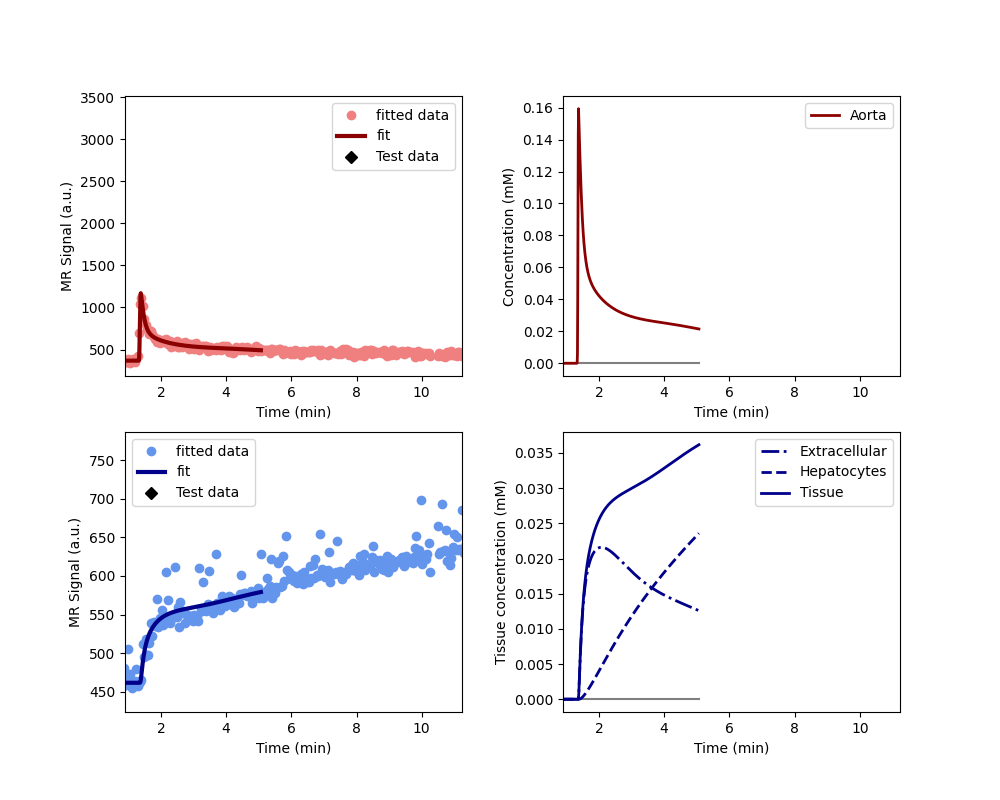 3500
3000
2500
2000
1500
1000
500
MR Signal (a.u.)
2 4 6 8 10
Time (min)
fitted data
fit
Test data
0.16
0.14
0.12
0.10
0.08
0.06
0.04
0.02
0.00
Concentration (mM)
2 4 6 8 10
Time (min)
Aorta
750
700
650
600
550
500
450
MR Signal (a.u.)
2 4 6 8 10
Time (min)
fitted data
fit
Test data
0.035
0.030
0.025
0.020
0.015
0.010
0.005
0.000
Tissue concentration (mM)
2 4 6 8 10
Time (min)
Extracellular
Hepatocytes
Tissue